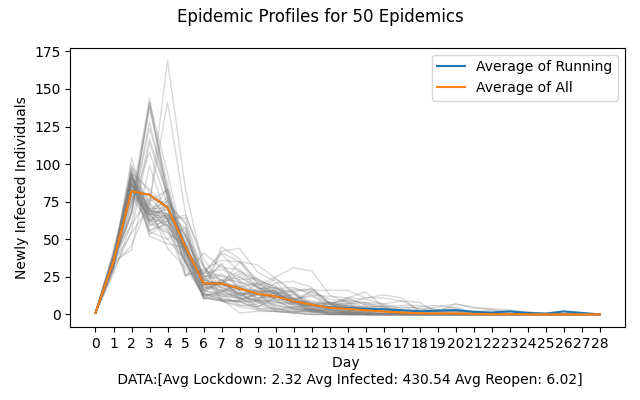 Epidemic Profiles for 50 Epidemics
Average of Running
Average of All
175
150
125
100
75
50
25
0
Newly Infected Individuals
0 1 2 3 4 5 6 7 8 9 10 11 12 13 14 15 16 17 18 19 20 21 22 23 24 25 26 27 28
Day
DATA:[Avg Lockdown: 2.32 Avg Infected: 430.54 Avg Reopen: 6.02]